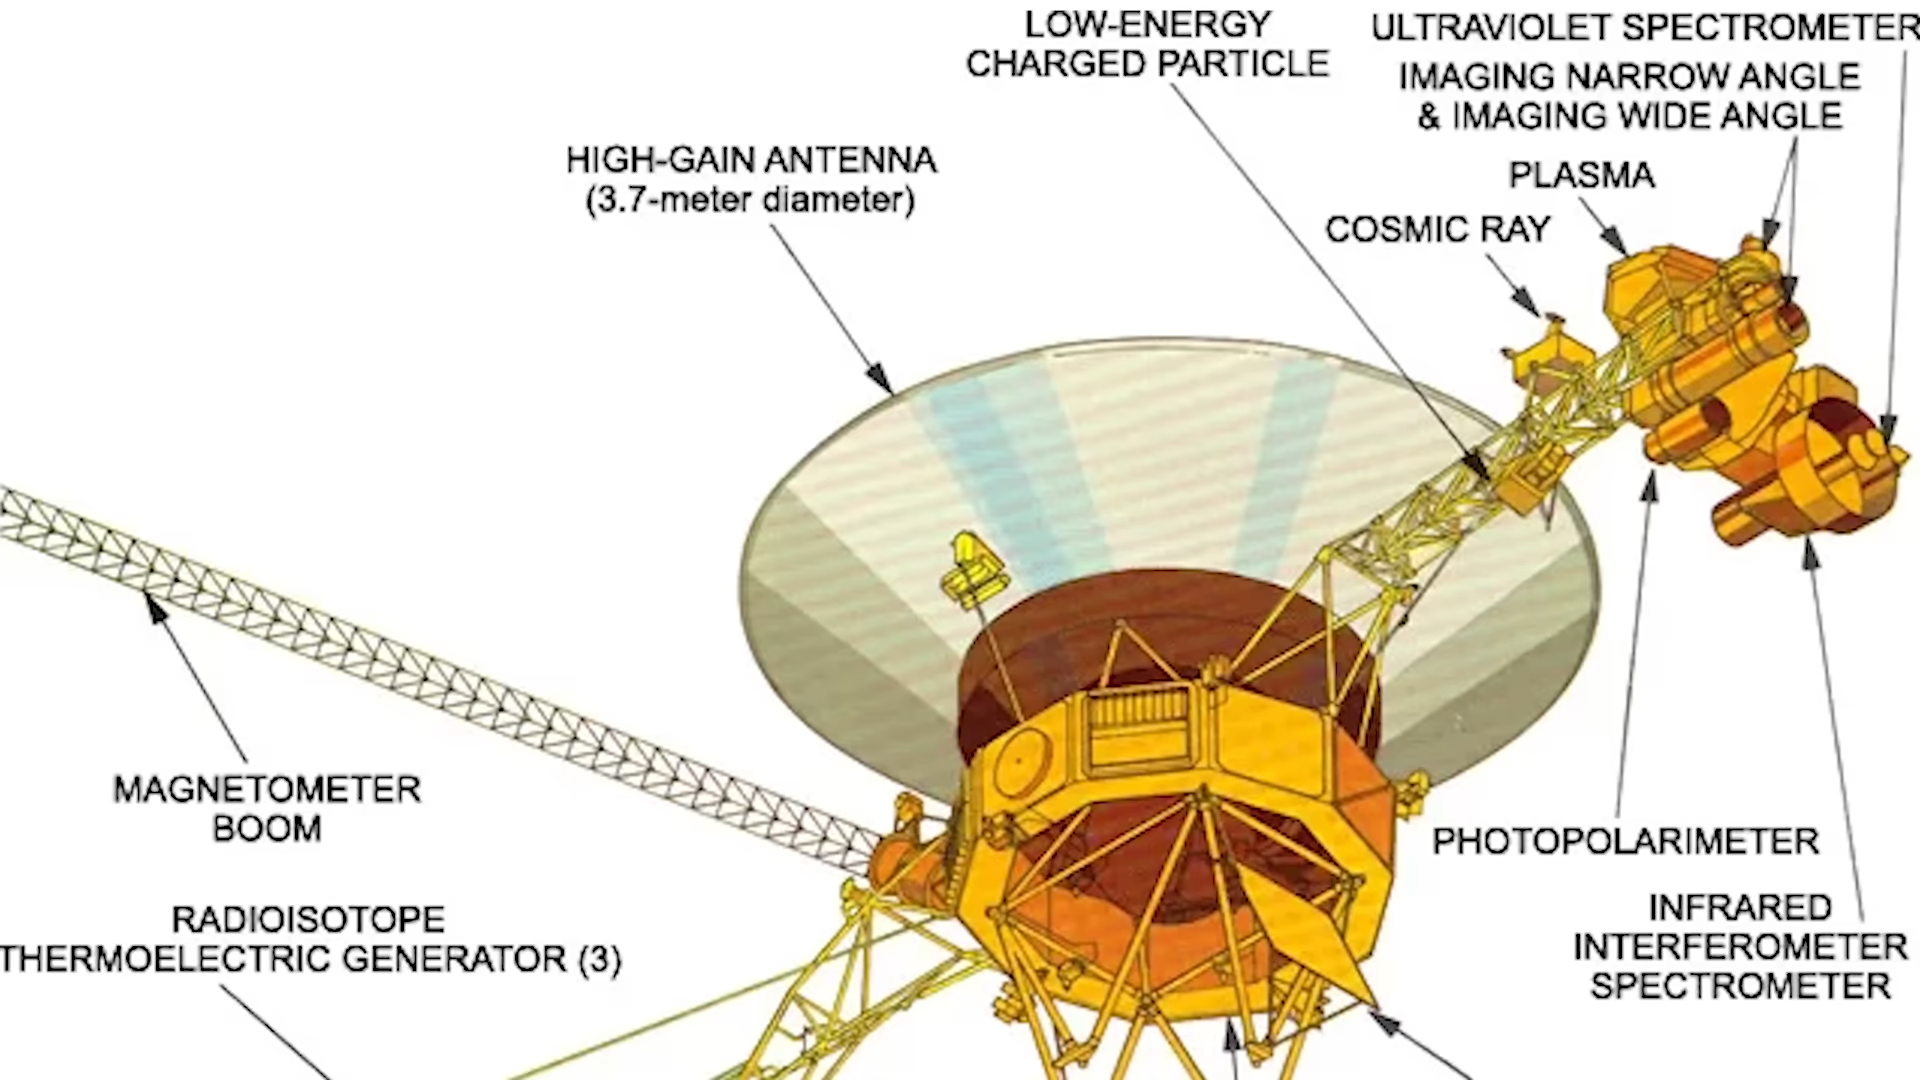 LOW-ENERGY
CHARGED PARTICLE
ULTRAVIOLET SPECTROMETER
IMAGING NARROW ANGLE
& IMAGING WIDE ANGLE
HIGH-GAIN ANTENNA
(3.7-meter diameter)
PLASMA
COSMIC RAY
MAGNETOMETER
BOOM
PHOTOPOLARIMETER
INFRARED
INTERFEROMETER
SPECTROMETER
RADIOISOTOPE
THERMOELECTRIC GENERATOR (3)